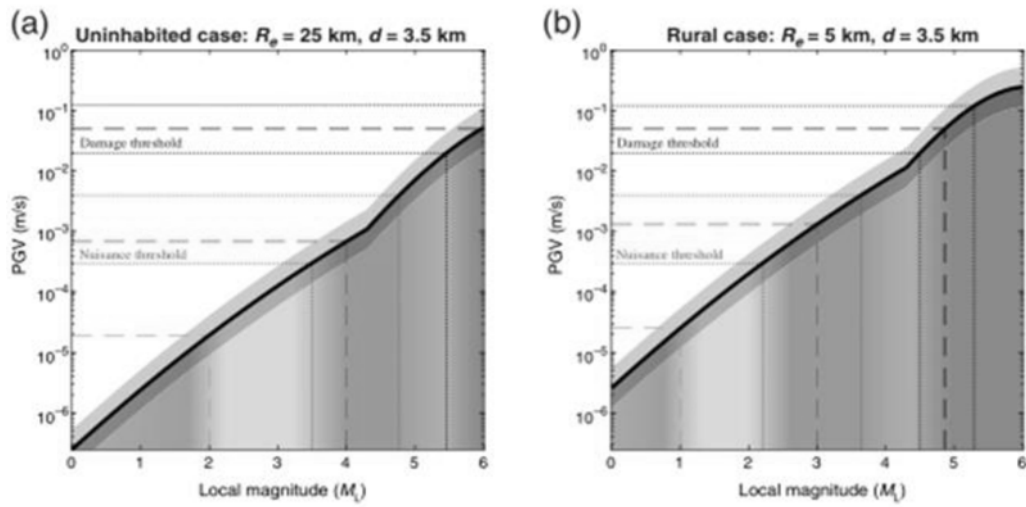 (a)
Uninhabited case: Rₑ = 25 km, d = 3.5 km
PGV (m/s)
10⁰
10⁻¹
10⁻²
10⁻³
10⁻⁴
10⁻⁵
10⁻⁶
Damage threshold
Nuisance threshold
0 1 2 3 4 5 6
Local magnitude (M_L)
(b)
Rural case: Rₑ = 5 km, d = 3.5 km
PGV (m/s)
10⁰
10⁻¹
10⁻²
10⁻³
10⁻⁴
10⁻⁵
10⁻⁶
Damage threshold
Nuisance threshold
0 1 2 3 4 5 6
Local magnitude (M_L)